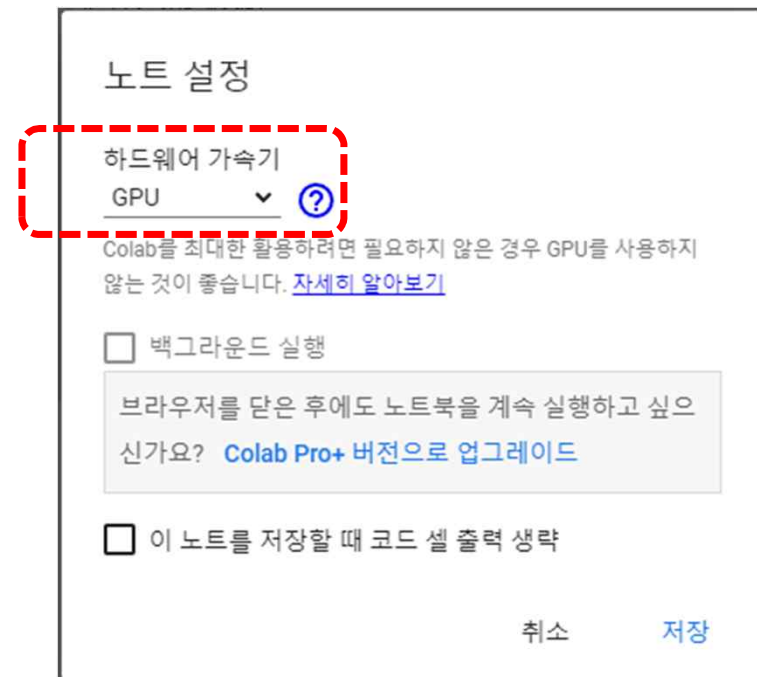 노트 설정
하드웨어 가속기
GPU
?
Colab를 최대한 활용하려면 필요하지 않은 경우 GPU를 사용하지
않는 것이 좋습니다. 자세히 알아보기
백그라운드 실행
브라우저를 닫은 후에도 노트북을 계속 실행하고 싶으
신가요? Colab Pro+ 버전으로 업그레이드
이 노트를 저장할 때 코드 셀 출력 생략
취소 저장